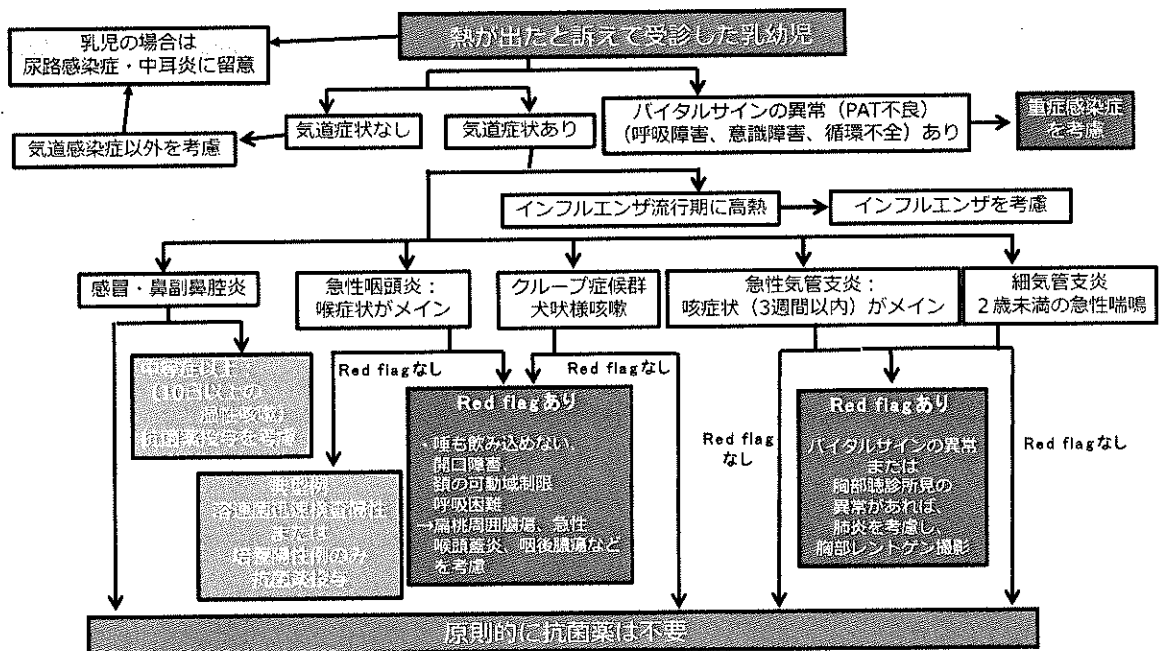 熱が出たと訴えて受診した乳幼児
乳児の場合は
尿路感染症・中耳炎に留意
気道症状なし
気道症状あり
バイタルサインの異常（PAT不良）
（呼吸障害、意識障害、循環不全）あり
重症感染症
を考慮
気道感染症以外を考慮
インフルエンザ流行期に高熱
インフルエンザを考慮
感冒・鼻副鼻腔炎
急性咽頭炎：
喉症状がメイン
クループ症候群
犬吠様咳嗽
急性気管支炎：
咳症状（3週間以内）がメイン
細気管支炎
２歳未満の急性喘鳴
中等症以上
（10日以上の
湿性咳嗽）
抗菌薬投与を考慮
Red flagなし
溶連菌迅速検査陽性
または
培養陽性例のみ
抗菌薬投与
Red flagあり
唾も飲み込めない、
開口障害、
頚の可動域制限
呼吸困難
→扁桃周囲膿瘍、急性
喉頭蓋炎、咽後膿瘍など
を考慮
Red flagなし
Red flag
なし
Red flagあり
バイタルサインの異常
または
胸部聴診所見の
異常があれば、
肺炎を考慮し、
胸部レントゲン撮影
Red flagなし
原則的に抗菌薬は不要